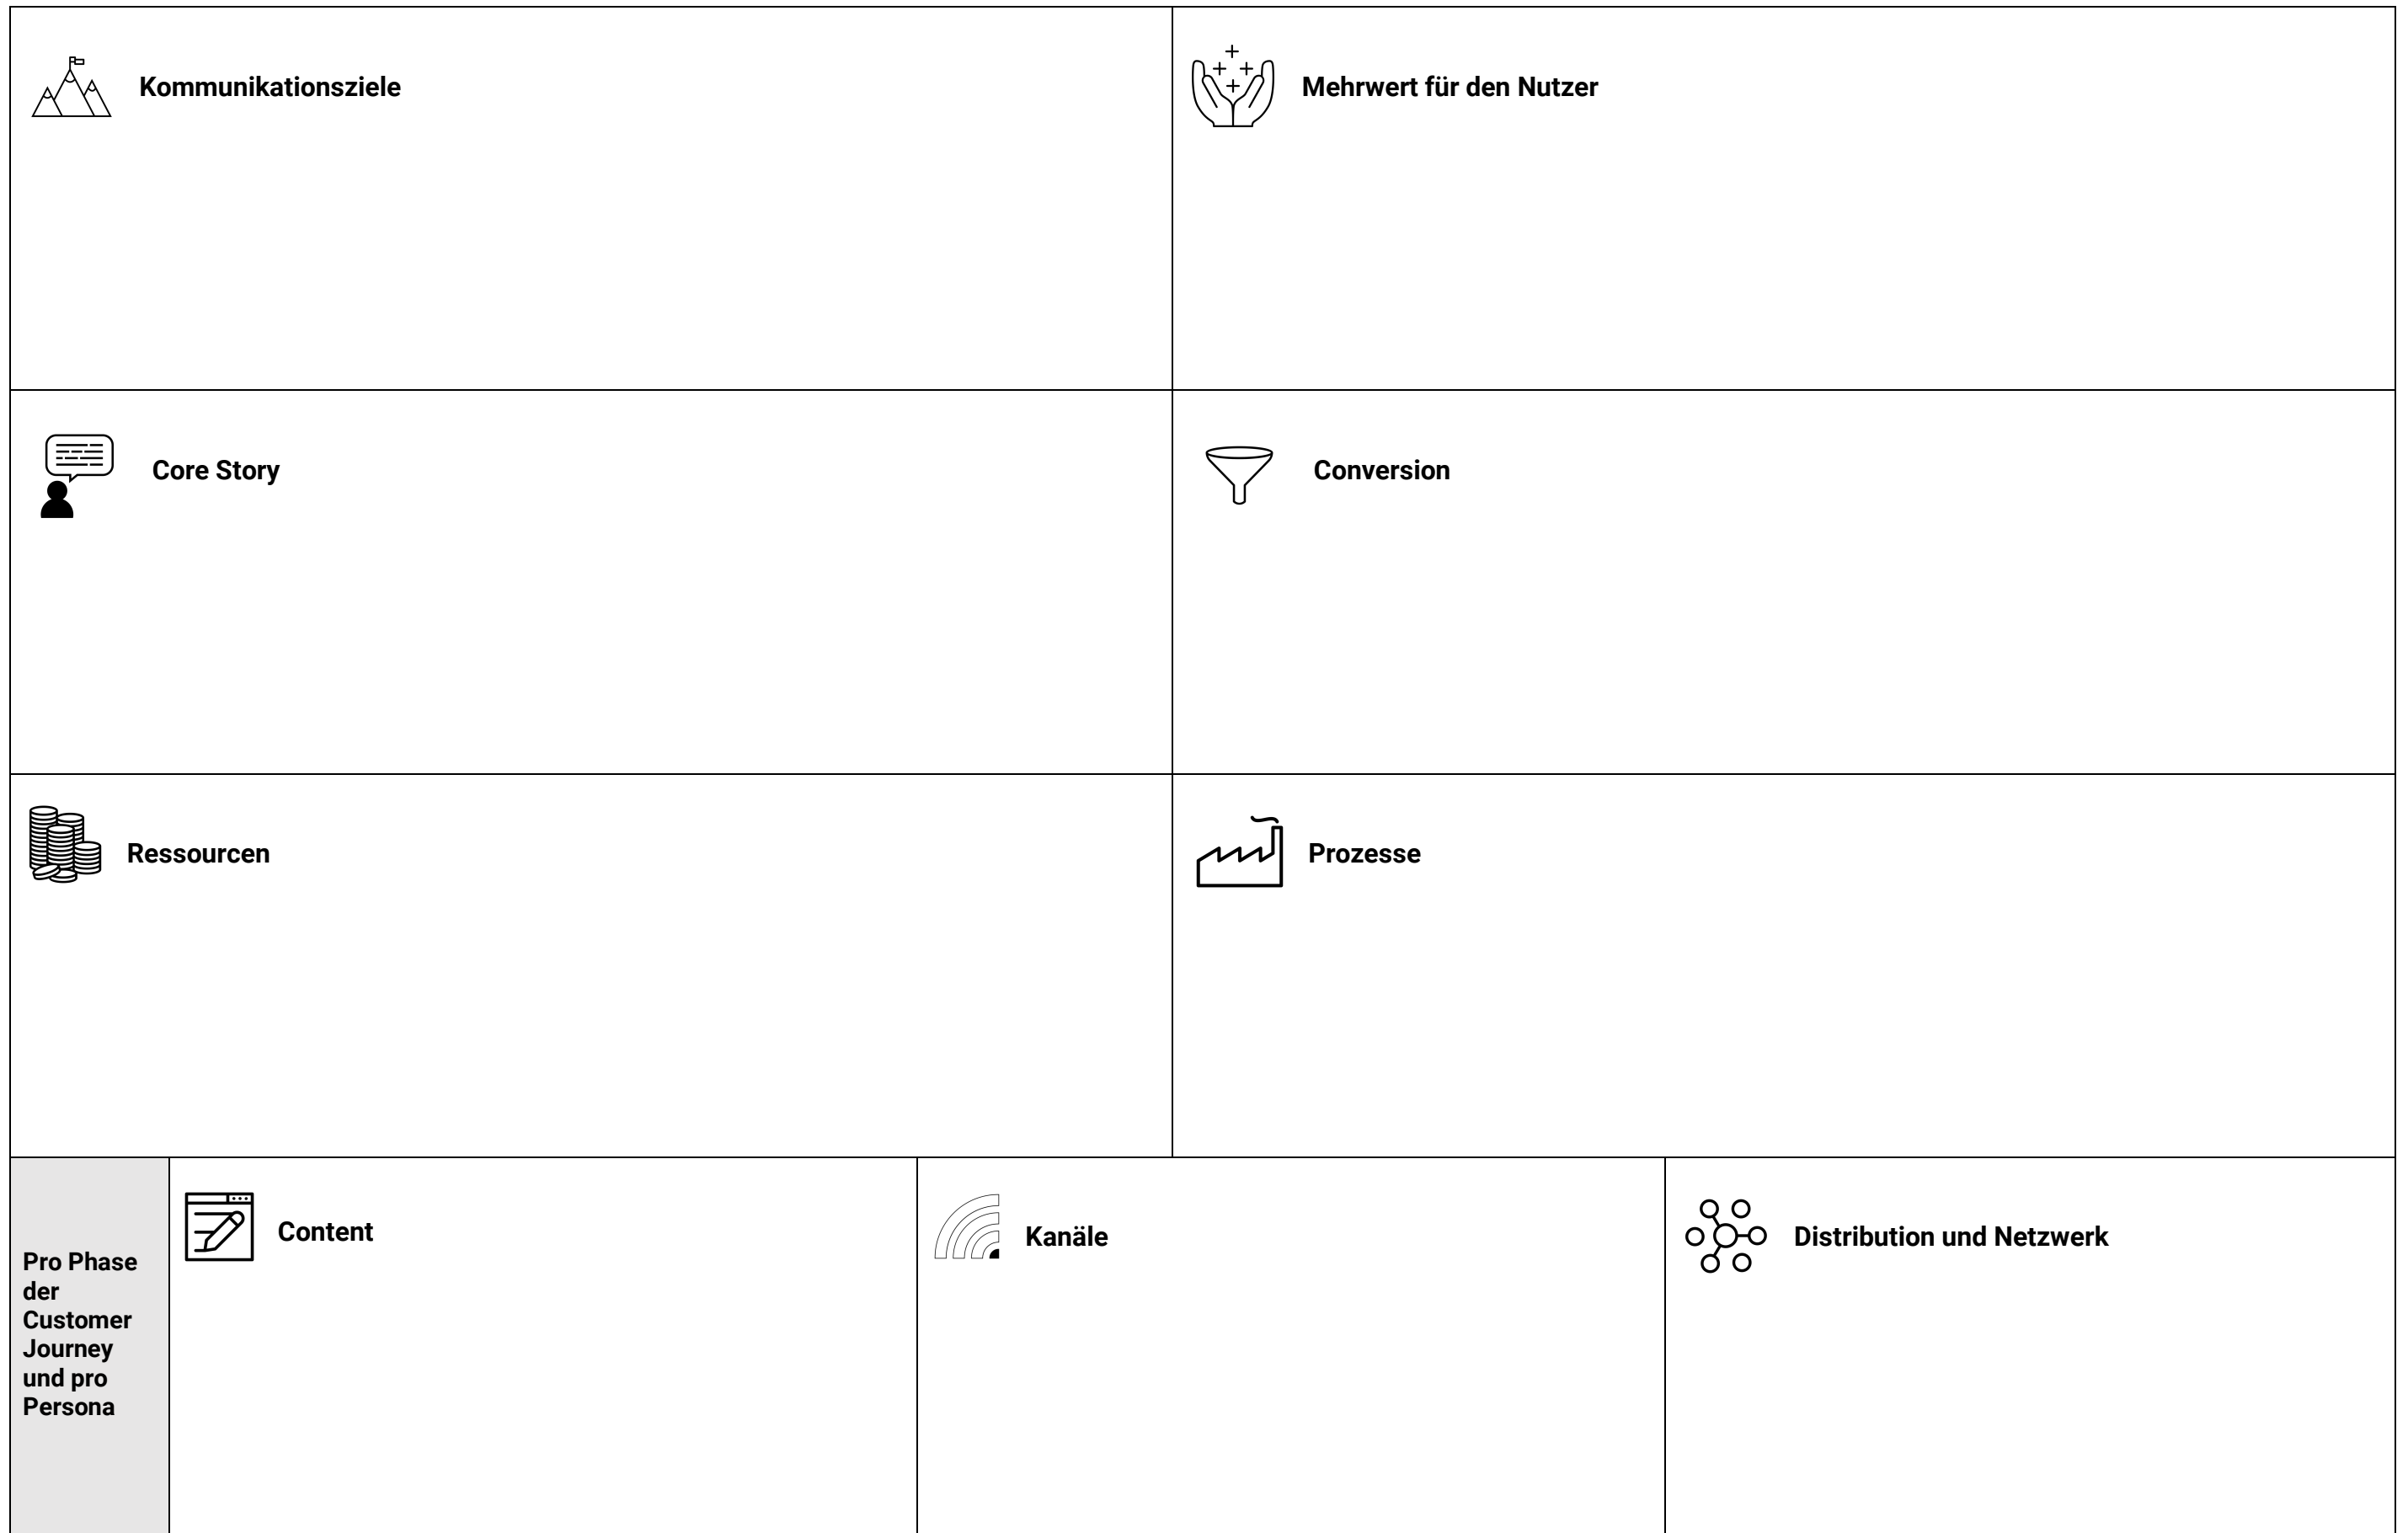 Kommunikationsziele
Mehrwert für den Nutzer
Core Story
Conversion
Ressourcen
Prozesse
Pro Phase
der
Customer
Journey
und pro
Persona
Content
Kanäle
Distribution und Netzwerk